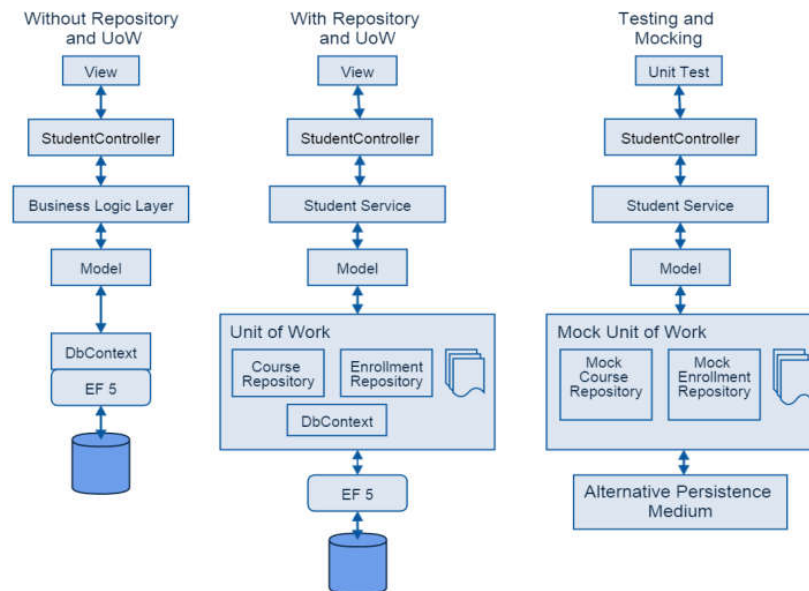 Without Repository
and UoW
View
StudentController
Business Logic Layer
Model
DbContext
EF 5
With Repository
and UoW
View
StudentController
Student Service
Model
Unit of Work
Course
Repository
Enrollment
Repository
DbContext
EF 5
Testing and
Mocking
Unit Test
StudentController
Student Service
Model
Mock Unit of Work
Mock
Course
Repository
Mock
Enrollment
Repository
Alternative Persistence
Medium